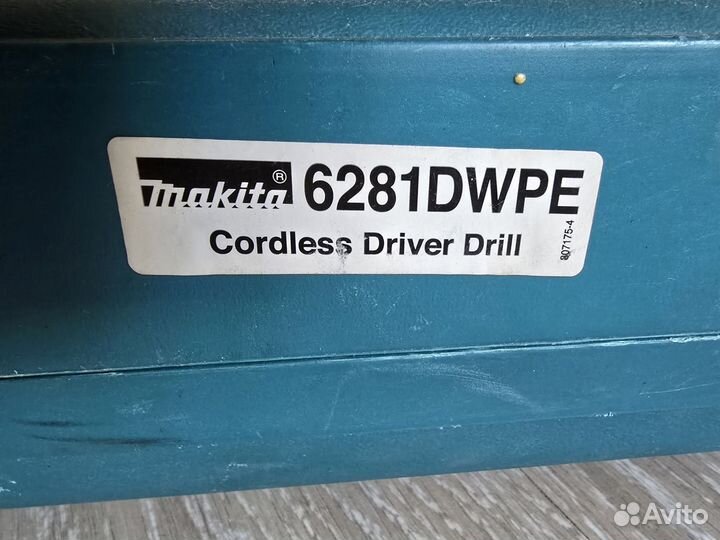 makita® 6281DWPE
Cordless Driver Drill
807175-4
Avito